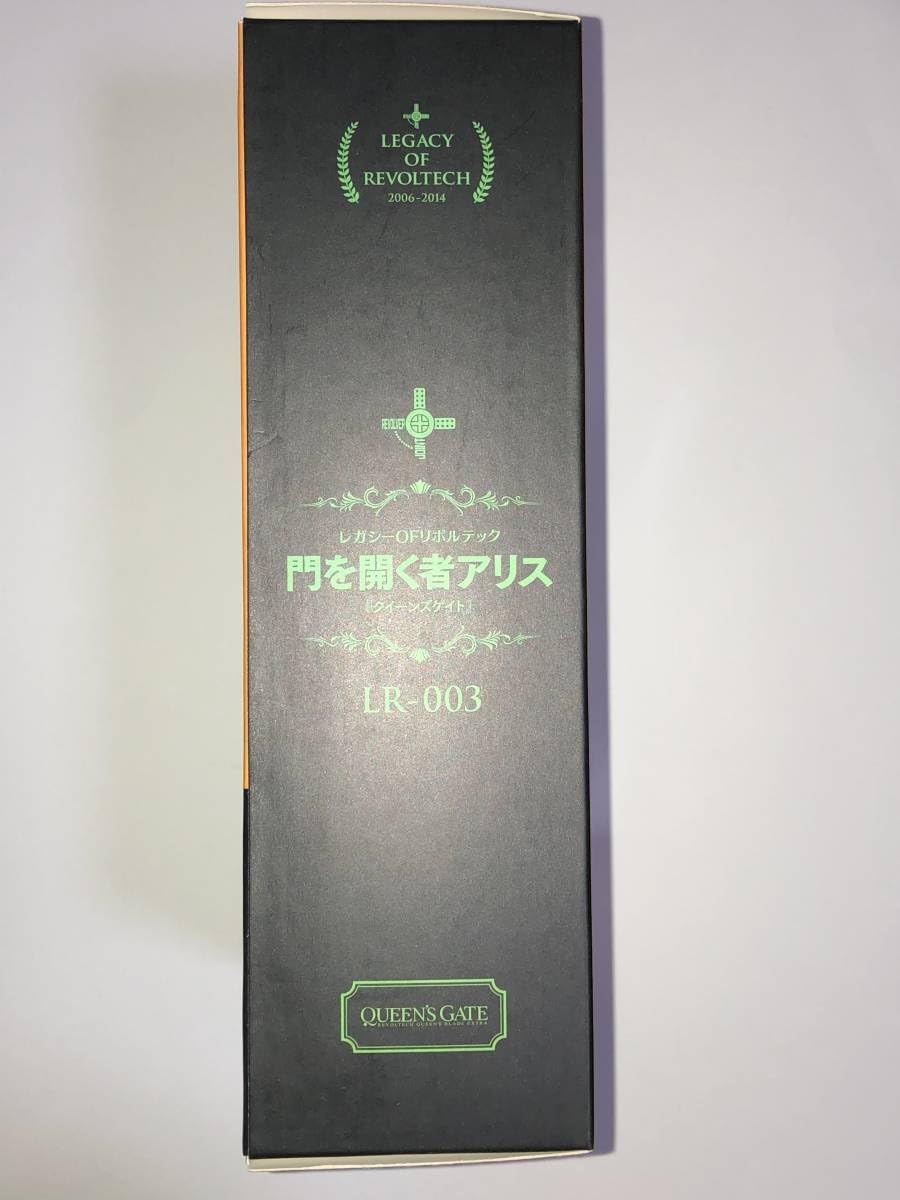 LEGACY
OF
REVOLTECH
2006-2014
REVOLVER
JOINT
レガシーOFリボルテック
門を開く者アリス
《クイーンズゲイト》
LR-003
QUEEN'S GATE
REVOLTECH QUEEN'S BLADE EXTRA